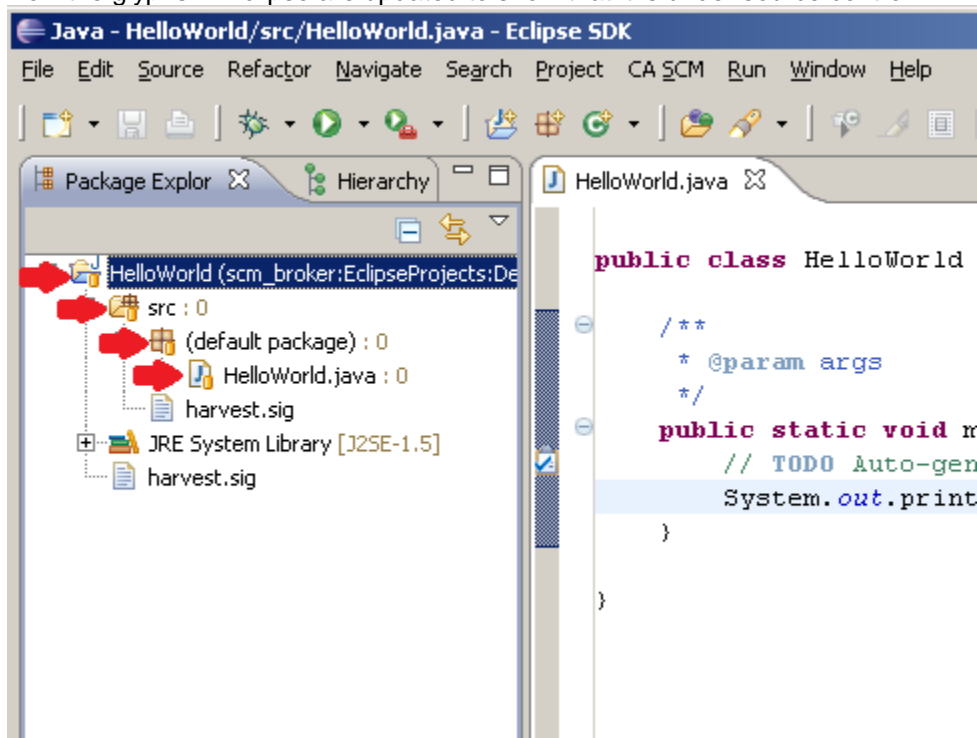 Java - HelloWorld/src/HelloWorld.java - Eclipse SDK
File Edit Source Refactor Navigate Search Project CA SCM Run Window Help
Package Explor Hierarchy
HelloWorld.java
HelloWorld (scm_broker:EclipseProjects:De
src : 0
(default package) : 0
HelloWorld.java : 0
harvest.sig
JRE System Library [J2SE-1.5]
harvest.sig
public class HelloWorld
/**
* @param args
*/
public static void m
// TODO Auto-gen
System.out.print
}
}